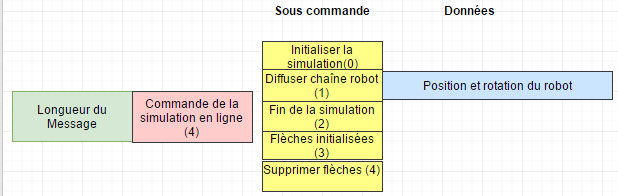 Sous commande
Données
Initialiser la
simulation(0)
Diffuser chaîne robot
(1)
Position et rotation du robot
Longueur du
Message
Commande de la
simulation en ligne
(4)
Fin de la simulation
(2)
Flèches initialisées
(3)
Supprimer flèches (4)